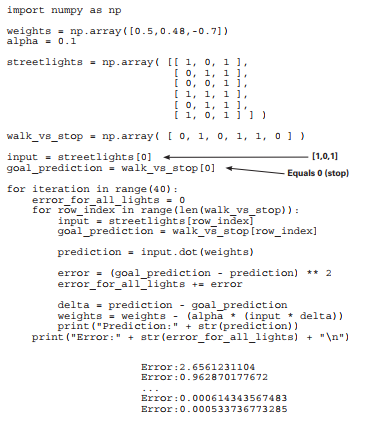 import numpy as np
weights = np.array([0.5,0.48,-0.7])
alpha = 0.1
streetlights = np.array( [[ 1, 0, 1 ],
[ 0, 1, 1 ],
[ 0, 0, 1 ],
[ 1, 1, 1 ],
[ 0, 1, 1 ],
[ 1, 0, 1 ] ] )
walk_vs_stop = np.array( [ 0, 1, 0, 1, 1, 0 ] )
input = streetlights[0] [1,0,1]
goal_prediction = walk_vs_stop[0] Equals 0 (stop)
for iteration in range(40):
error_for_all_lights = 0
for row_index in range(len(walk_vs_stop)):
input = streetlights[row_index]
goal_prediction = walk_vs_stop[row_index]
prediction = input.dot(weights)
error = (goal_prediction - prediction) ** 2
error_for_all_lights += error
delta = prediction - goal_prediction
weights = weights - (alpha * (input * delta))
print("Prediction:" + str(prediction))
print("Error:" + str(error_for_all_lights) + "\n")
Error:2.6561231104
Error:0.962870177672
...
Error:0.000614343567483
Error:0.000533736773285